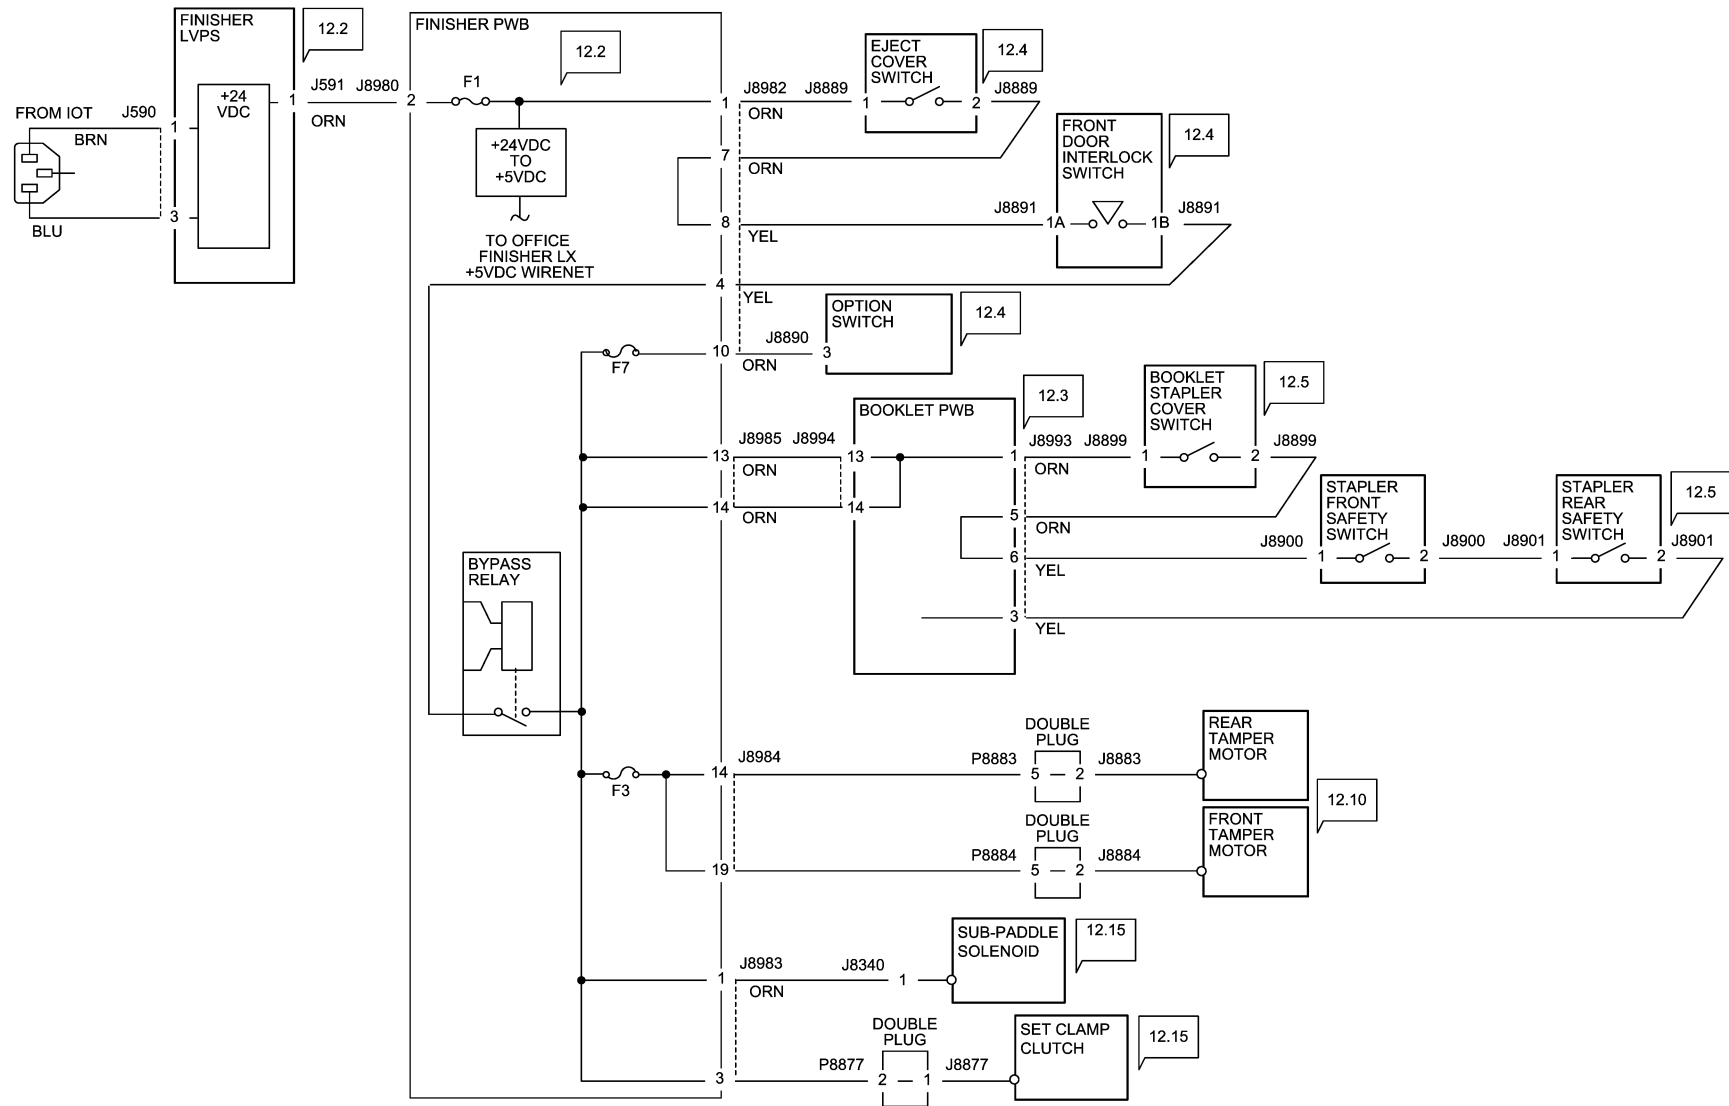 FINISHER
LVPS
12.2
FINISHER PWB
12.2
EJECT
COVER
SWITCH
12.4
FROM IOT
J590
BRN
1
3
BLU
+24
VDC
1
J591
J8980
ORN
2
F1
+24VDC
TO
+5VDC
TO OFFICE
FINISHER LX
+5VDC WIRENET
1
J8982
J8889
ORN
1
2
J8889
7
ORN
FRONT
DOOR
INTERLOCK
SWITCH
12.4
8
YEL
J8891
1A
1B
J8891
4
YEL
OPTION
SWITCH
12.4
F7
10
J8890
ORN
3
BOOKLET PWB
12.3
BOOKLET
STAPLER
COVER
SWITCH
12.5
13
J8985
J8994
ORN
13
1
J8993
J8899
ORN
1
2
J8899
14
ORN
14
5
ORN
STAPLER
FRONT
SAFETY
SWITCH
STAPLER
REAR
SAFETY
SWITCH
12.5
6
YEL
J8900
1
2
J8900
J8901
1
2
J8901
3
YEL
BYPASS
RELAY
F3
14
J8984
DOUBLE
PLUG
P8883
5
2
J8883
REAR
TAMPER
MOTOR
12.10
19
DOUBLE
PLUG
P8884
5
2
J8884
FRONT
TAMPER
MOTOR
1
J8983
ORN
J8340
1
SUB-PADDLE
SOLENOID
12.15
3
DOUBLE
PLUG
P8877
2
1
J8877
SET CLAMP
CLUTCH
12.15